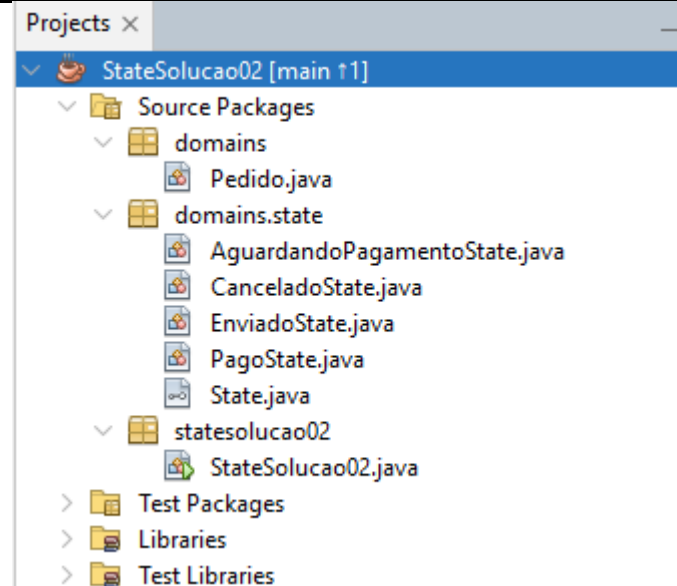 Projects
StateSolucao02 [main ↑1]
Source Packages
domains
Pedido.java
domains.state
AguardandoPagamentoState.java
CanceladoState.java
EnviadoState.java
PagoState.java
State.java
statesolucao02
StateSolucao02.java
Test Packages
Libraries
Test Libraries